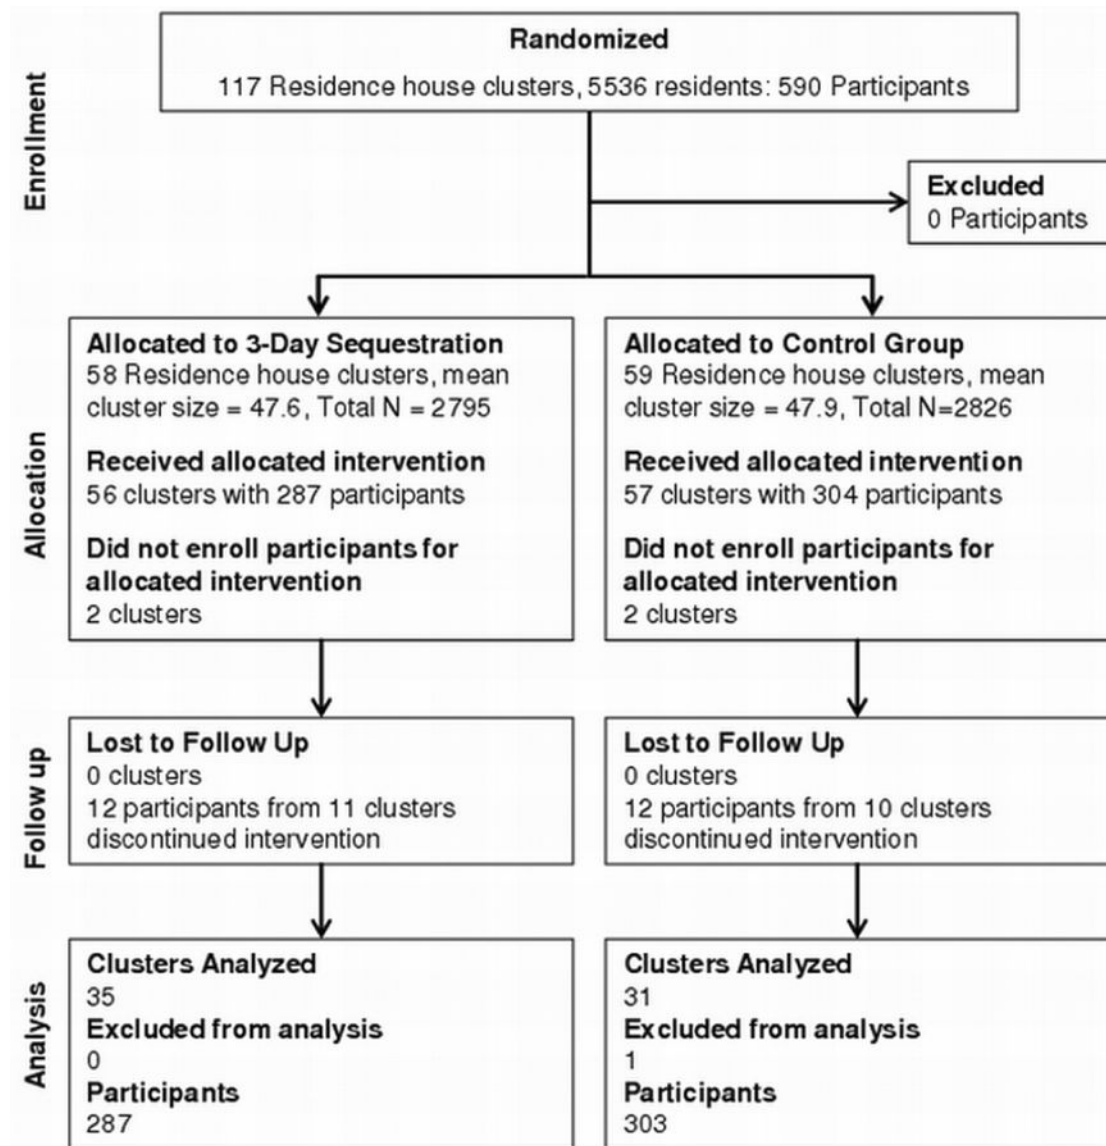 Enrollment
Randomized
117 Residence house clusters, 5536 residents: 590 Participants
Excluded
0 Participants
Allocation
Allocated to 3-Day Sequestration
58 Residence house clusters, mean
cluster size = 47.6, Total N = 2795
Received allocated intervention
56 clusters with 287 participants
Did not enroll participants for
allocated intervention
2 clusters
Allocated to Control Group
59 Residence house clusters, mean
cluster size = 47.9, Total N=2826
Received allocated intervention
57 clusters with 304 participants
Did not enroll participants for
allocated intervention
2 clusters
Follow up
Lost to Follow Up
0 clusters
12 participants from 11 clusters
discontinued intervention
Lost to Follow Up
0 clusters
12 participants from 10 clusters
discontinued intervention
Analysis
Clusters Analyzed
35
Excluded from analysis
0
Participants
287
Clusters Analyzed
31
Excluded from analysis
1
Participants
303